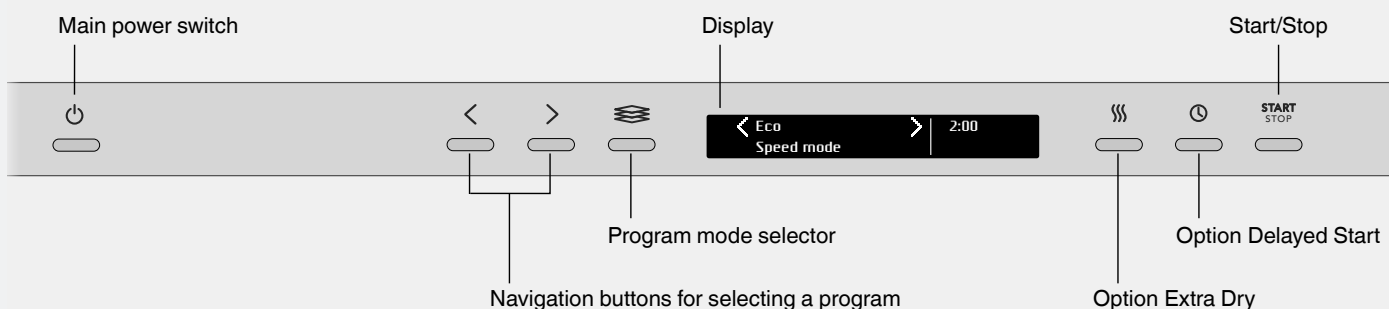 Main power switch
Display
Start/Stop
START
STOP
Eco 2:00
Speed mode
Program mode selector
Option Delayed Start
Navigation buttons for selecting a program
Option Extra Dry